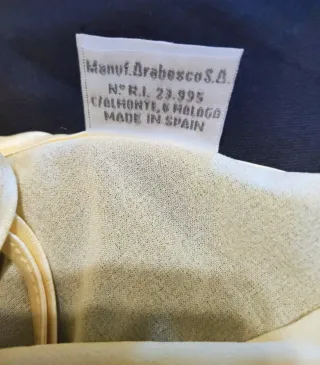 Manuf.Arabesco S.A.
Nº R.I. 23.995
C/ALMONTE, 6 MALAGA
MADE IN SPAIN